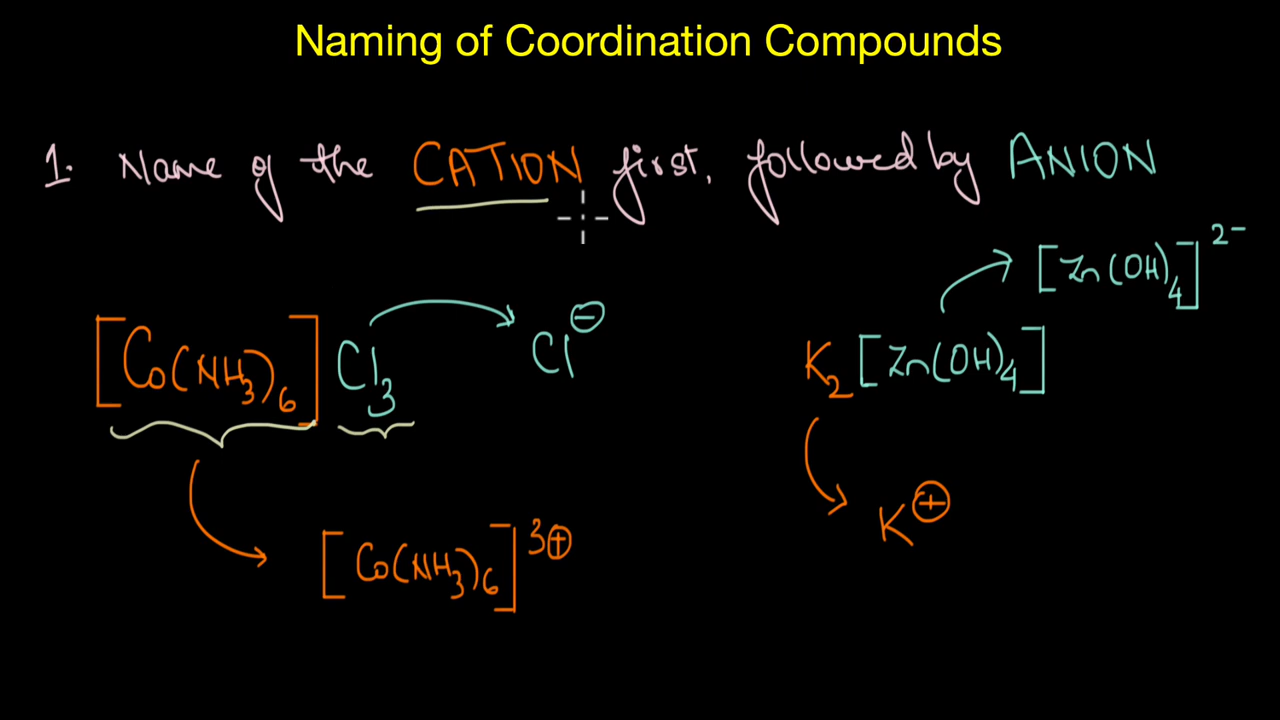 Naming of Coordination Compounds
1. Name of the CATION first, followed by ANION
[Zn(OH)₄]²⁻
[Co(NH₃)₆]Cl₃
Cl⊖
K₂[Zn(OH)₄]
K⊕
[Co(NH₃)₆]³⊕